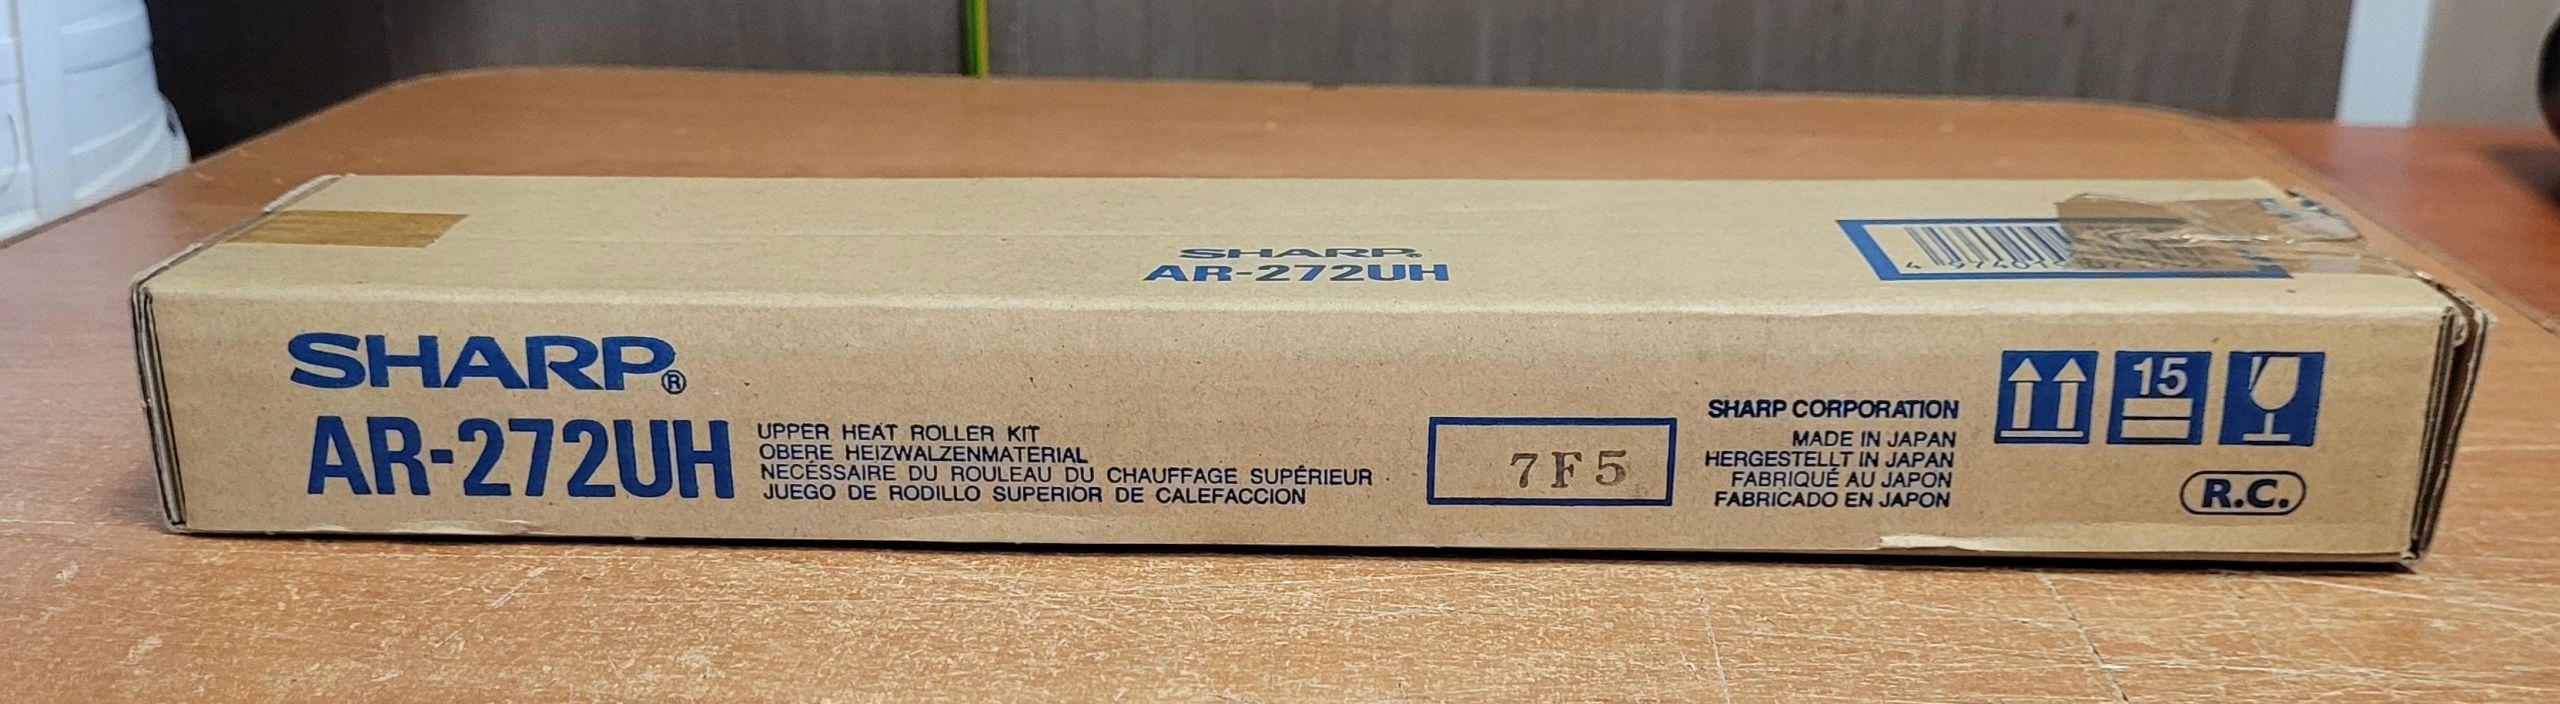 SHARP®
AR-272UH
SHARP®
AR-272UH
UPPER HEAT ROLLER KIT
OBERE HEIZWALZENMATERIAL
NECÉSSAIRE DU ROULEAU DU CHAUFFAGE SUPÉRIEUR
JUEGO DE RODILLO SUPERIOR DE CALEFACCION
7F5
SHARP CORPORATION
MADE IN JAPAN
HERGESTELLT IN JAPAN
FABRIQUÉ AU JAPON
FABRICADO EN JAPON
15
R.C.